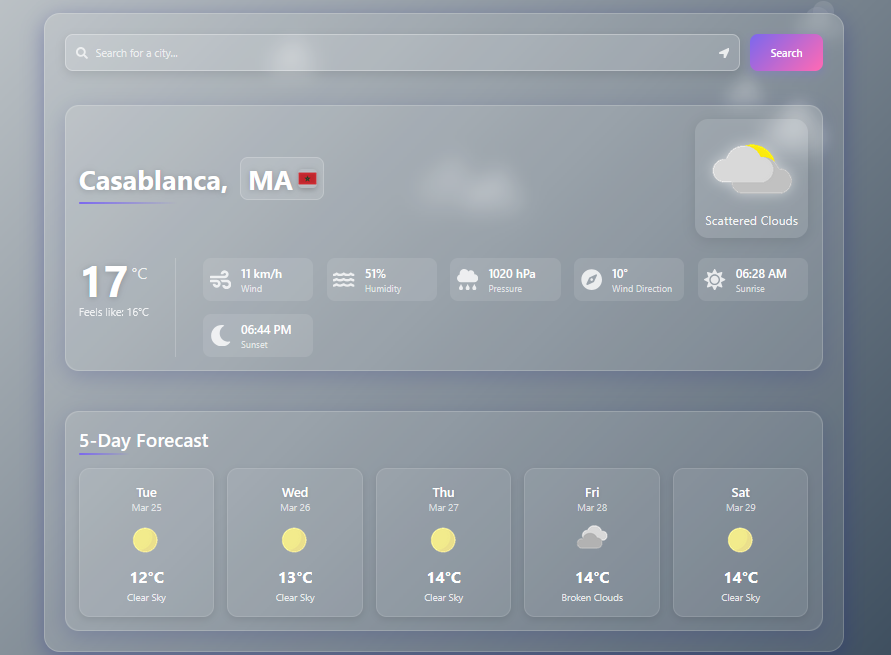 Search for a city...
Search
Casablanca, MA
Scattered Clouds
17 °C
Feels like: 16°C
11 km/h
Wind
51%
Humidity
1020 hPa
Pressure
10°
Wind Direction
06:28 AM
Sunrise
06:44 PM
Sunset
5-Day Forecast
Tue
Mar 25
12°C
Clear Sky
Wed
Mar 26
13°C
Clear Sky
Thu
Mar 27
14°C
Clear Sky
Fri
Mar 28
14°C
Broken Clouds
Sat
Mar 29
14°C
Clear Sky